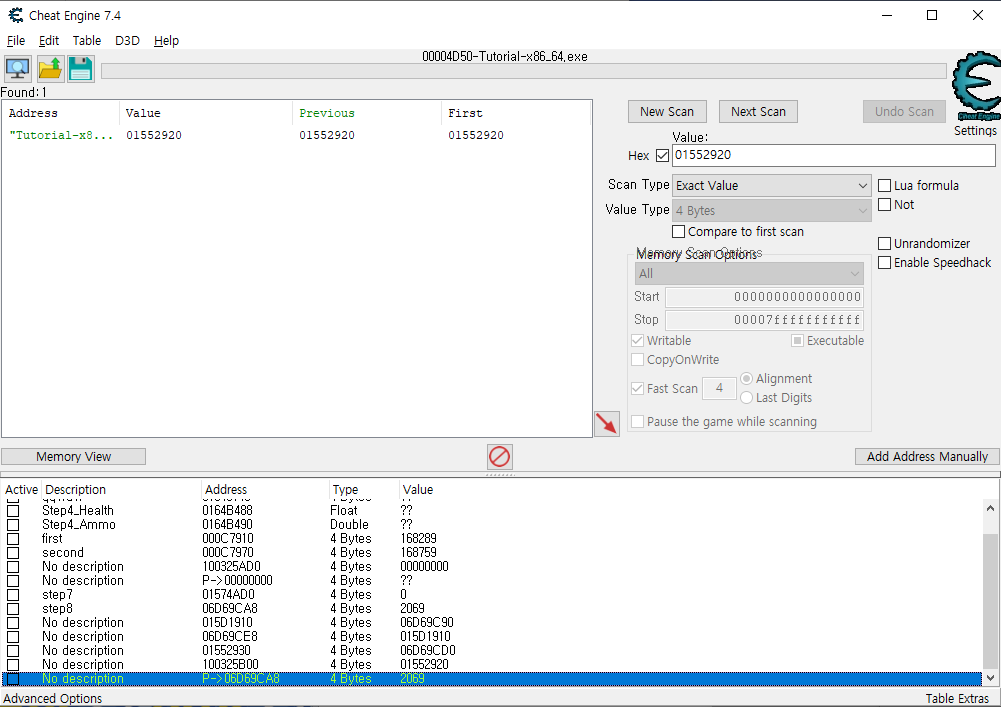 Cheat Engine 7.4
File Edit Table D3D Help
00004D50-Tutorial-x86_64.exe
Found: 1
Address Value Previous First
"Tutorial-x8... 01552920 01552920 01552920
New Scan Next Scan Undo Scan
Cheat Engine
Settings
Value:
Hex 01552920
Scan Type Exact Value Lua formula
Value Type 4 Bytes Not
Compare to first scan
Memory Scan Options Unrandomizer
All Enable Speedhack
Start 0000000000000000
Stop 00007fffffffffff
Writable Executable
CopyOnWrite
Fast Scan 4 Alignment
Last Digits
Pause the game while scanning
Memory View Add Address Manually
Active Description Address Type Value
Step4_Health 0164B488 Float ??
Step4_Ammo 0164B490 Double ??
first 000C7910 4 Bytes 168289
second 000C7970 4 Bytes 168759
No description 100325AD0 4 Bytes 00000000
No description P->00000000 4 Bytes ??
step7 01574AD0 4 Bytes 0
step8 06D69CA8 4 Bytes 2069
No description 015D1910 4 Bytes 06D69C90
No description 06D69CE8 4 Bytes 015D1910
No description 01552930 4 Bytes 06D69CD0
No description 100325B00 4 Bytes 01552920
No description P->06D69CA8 4 Bytes 2069
Advanced Options Table Extras